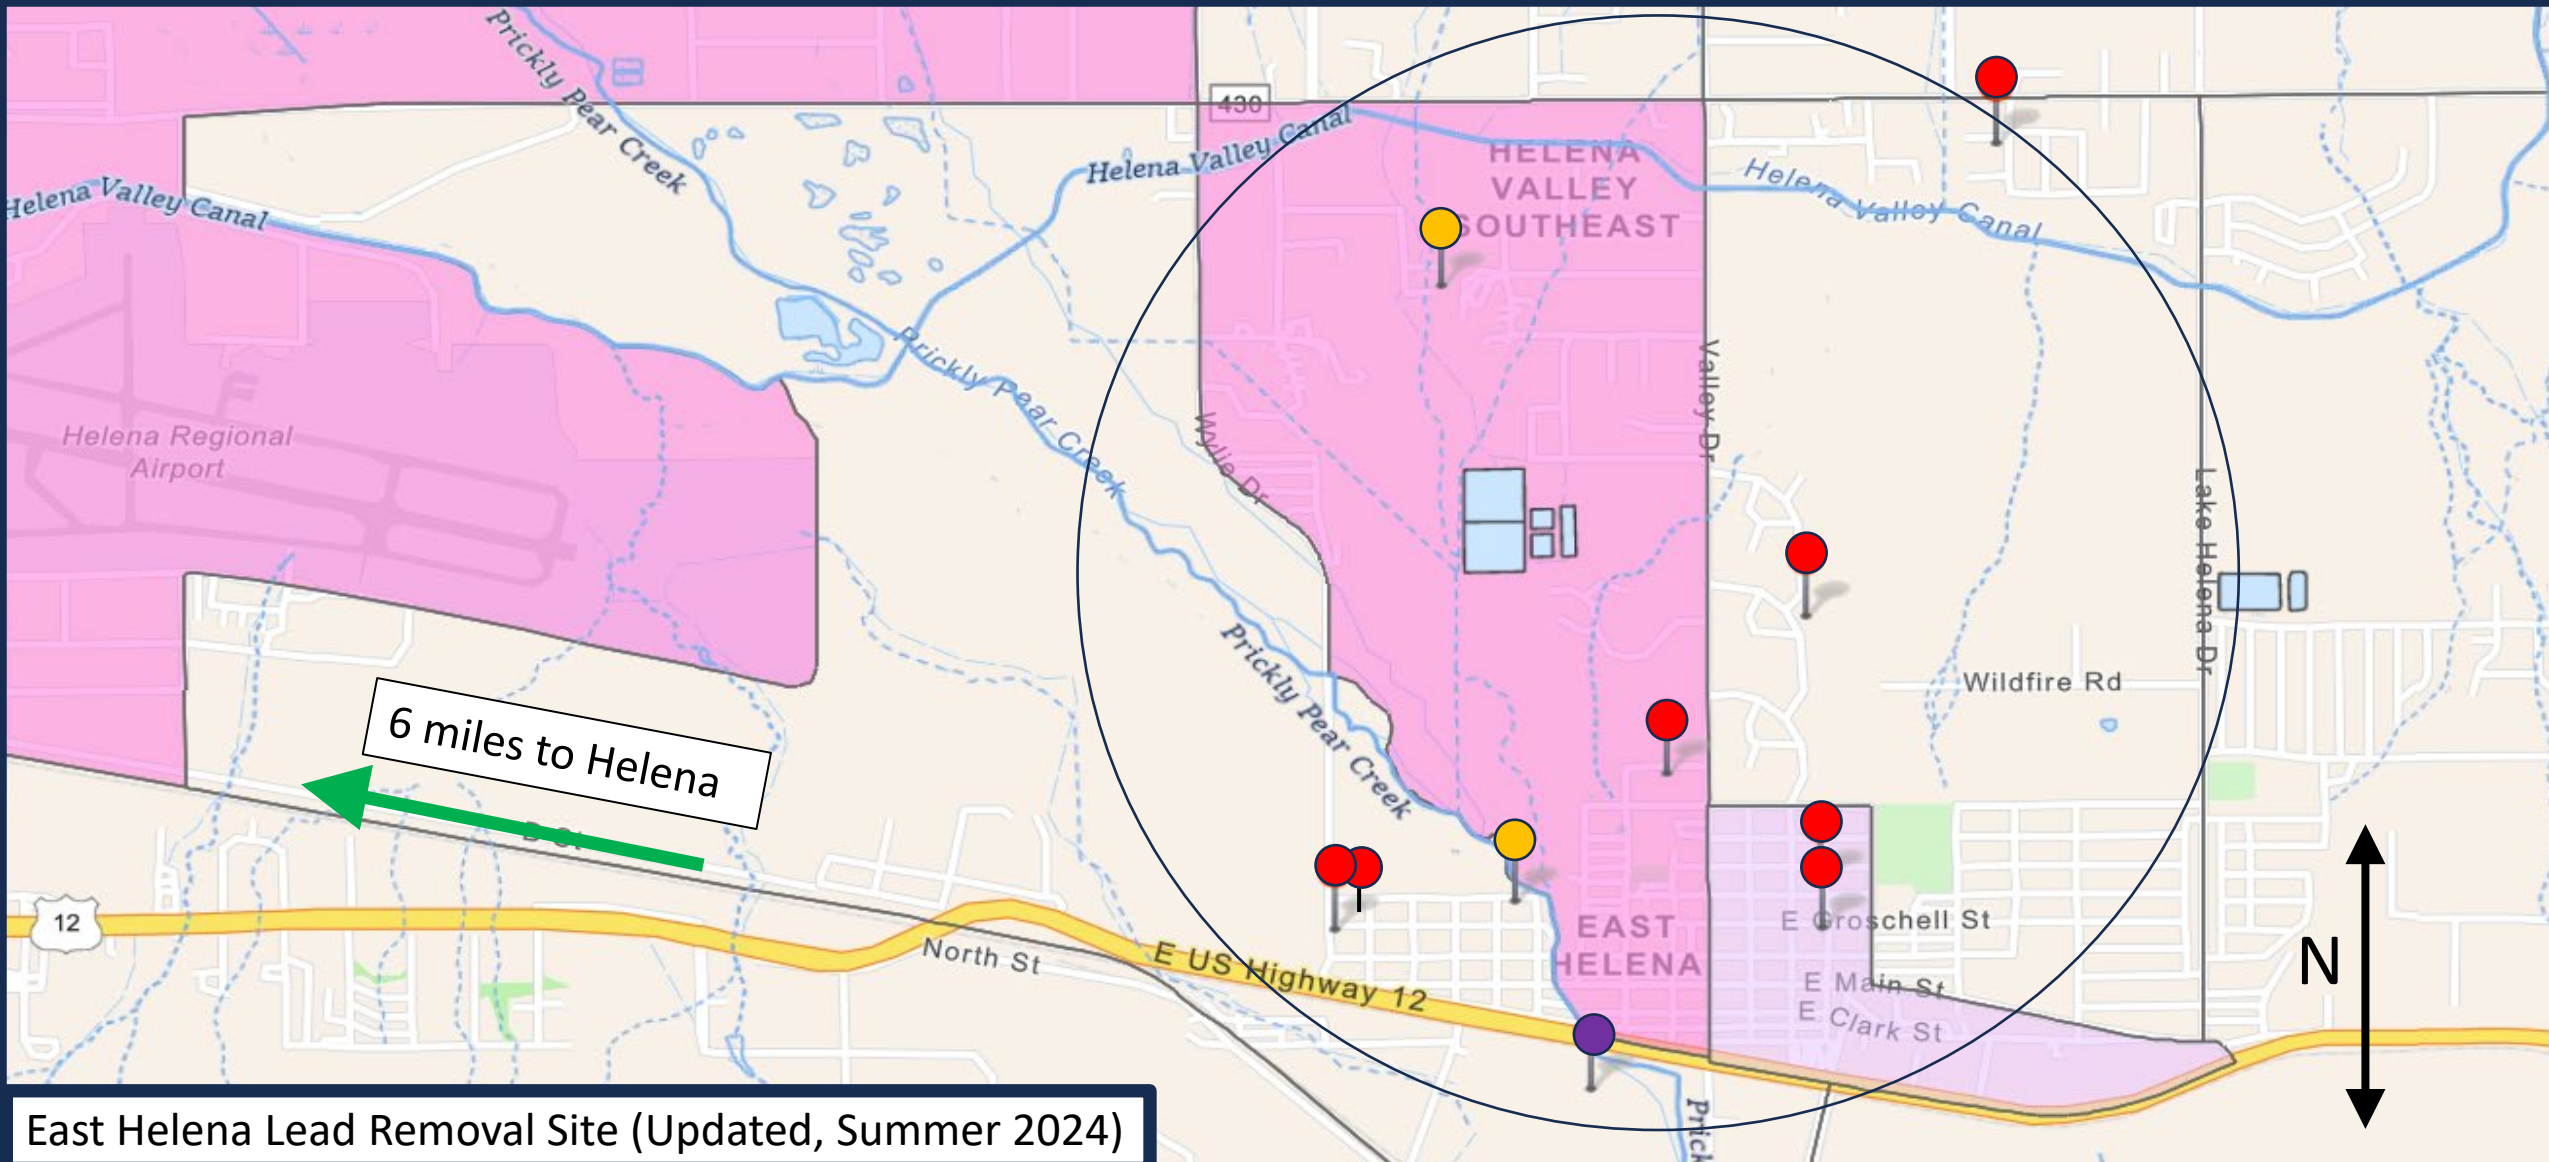 Prickly Pear Creek
430
Helena Valley Canal
HELENA
VALLEY
SOUTHEAST
Helena Valley Canal
Helena Valley Canal
Prickly Pear Creek
Helena Regional
Airport
Wylie Dr
Valley Dr
Lake Helena Dr
Prickly Pear Creek
Wildfire Rd
6 miles to Helena
B St
12
North St
E US Highway 12
EAST
HELENA
E Groschell St
E Main St
E Clark St
N
Prick
East Helena Lead Removal Site (Updated, Summer 2024)